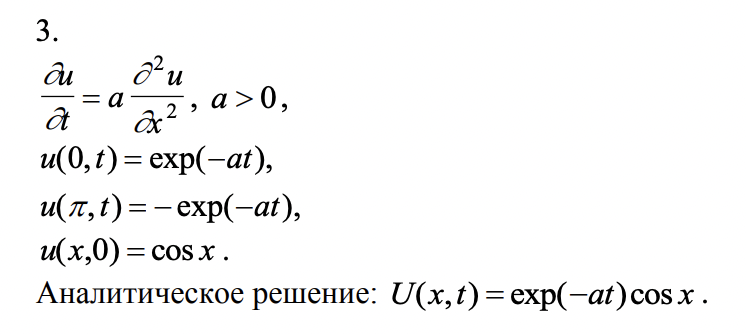 3.
∂u/∂t = a ∂²u/∂x², a > 0,
u(0,t) = exp(−at),
u(π,t) = − exp(−at),
u(x,0) = cos x .
Аналитическое решение: U(x,t) = exp(−at) cos x .